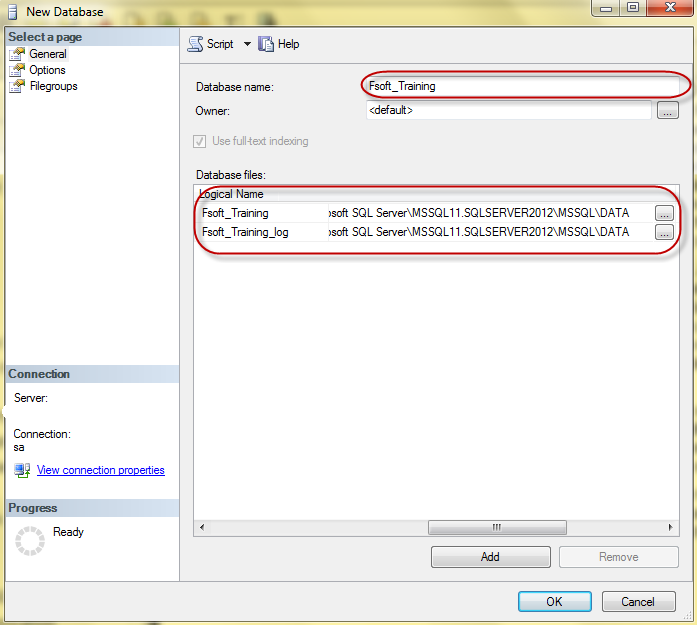 New Database
Select a page
General
Options
Filegroups
Script
Help
Database name:
Fsoft_Training
Owner:
<default>
...
Use full-text indexing
Database files:
Logical Name
Fsoft_Training
osoft SQL Server\MSSQL11.SQLSERVER2012\MSSQL\DATA
...
Fsoft_Training_log
osoft SQL Server\MSSQL11.SQLSERVER2012\MSSQL\DATA
...
Connection
Server:
Connection:
sa
View connection properties
Progress
Ready
Add
Remove
OK
Cancel